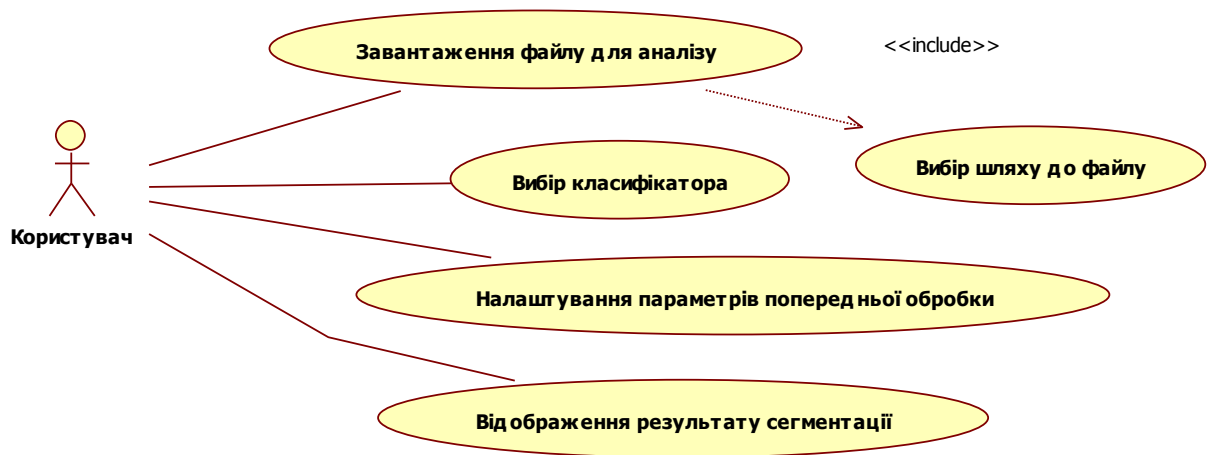 Завантаження файлу для аналізу
<<include>>
Вибір шляху до файлу
Вибір класифікатора
Користувач
Налаштування параметрів попередньої обробки
Відображення результату сегментації